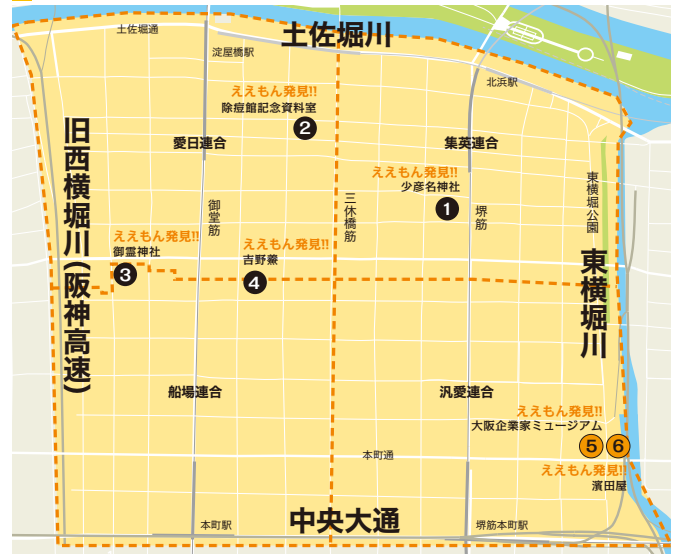 土佐堀通
土佐堀川
淀屋橋駅
北浜駅
ええもん発見!!
除痘館記念資料室
2
愛日連合
集英連合
ええもん発見!!
少彦名神社
1
旧西横堀川(阪神高速)
御堂筋
三休橋筋
堺筋
東横堀公園
東横堀川
ええもん発見!!
御霊神社
3
ええもん発見!!
吉野鯗
4
船場連合
汎愛連合
ええもん発見!!
大阪企業家ミュージアム
5 6
ええもん発見!!
濱田屋
本町通
本町駅
中央大通
堺筋本町駅